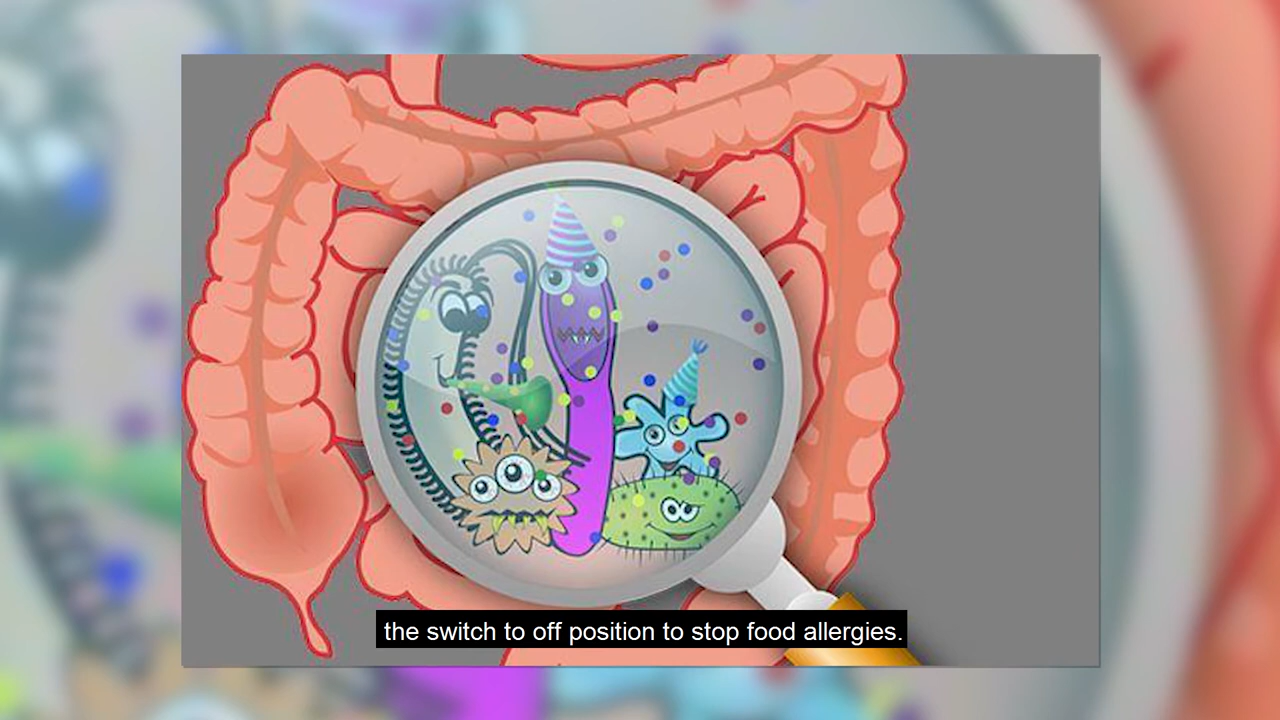 the switch to off position to stop food allergies.